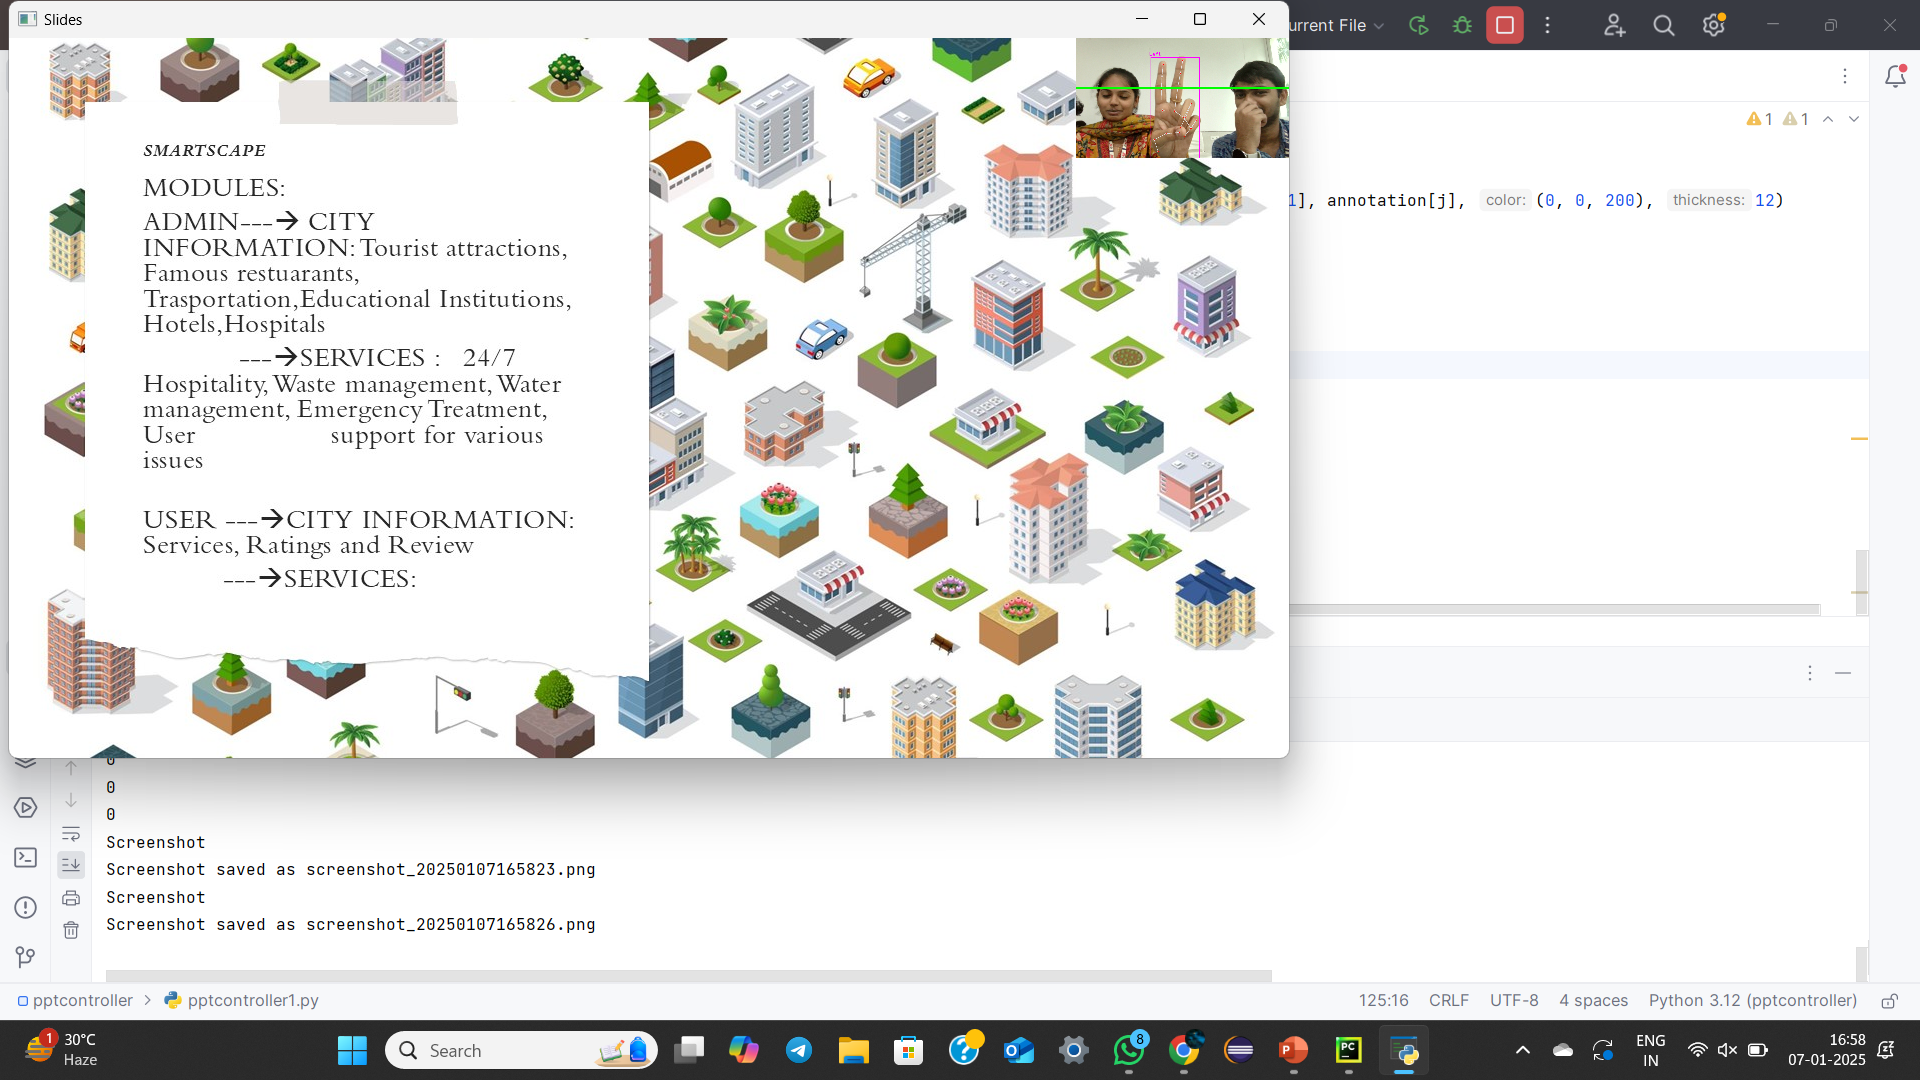 Slides
urrent File
SMARTSCAPE
MODULES:
ADMIN---→ CITY
INFORMATION: Tourist attractions,
Famous restuarants,
Trasportation,Educational Institutions,
Hotels,Hospitals
---→SERVICES : 24/7
Hospitality, Waste management, Water
management, Emergency Treatment,
User support for various
issues
USER ---→CITY INFORMATION:
Services, Ratings and Review
---→SERVICES:
1 1
1], annotation[j], color: (0, 0, 200), thickness: 12)
0
0
0
Screenshot
Screenshot saved as screenshot_20250107165823.png
Screenshot
Screenshot saved as screenshot_20250107165826.png
pptcontroller > pptcontroller1.py
125:16 CRLF UTF-8 4 spaces Python 3.12 (pptcontroller)
1
30°C
Haze
Search
8
PC
ENG
IN
16:58
07-01-2025